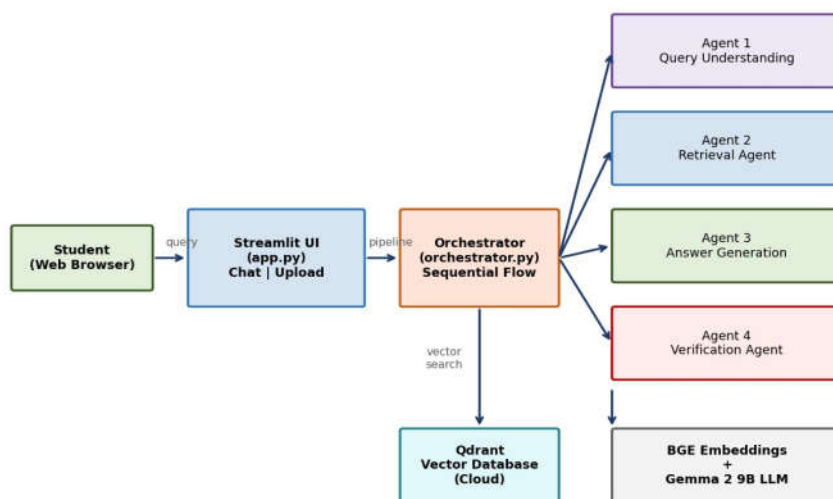 Agent 1
Query Understanding
Agent 2
Retrieval Agent
Student
(Web Browser)
query
Streamlit UI
(app.py)
Chat | Upload
pipeline
Orchestrator
(orchestrator.py)
Sequential Flow
Agent 3
Answer Generation
Agent 4
Verification Agent
vector
search
Qdrant
Vector Database
(Cloud)
BGE Embeddings
+
Gemma 2 9B LLM